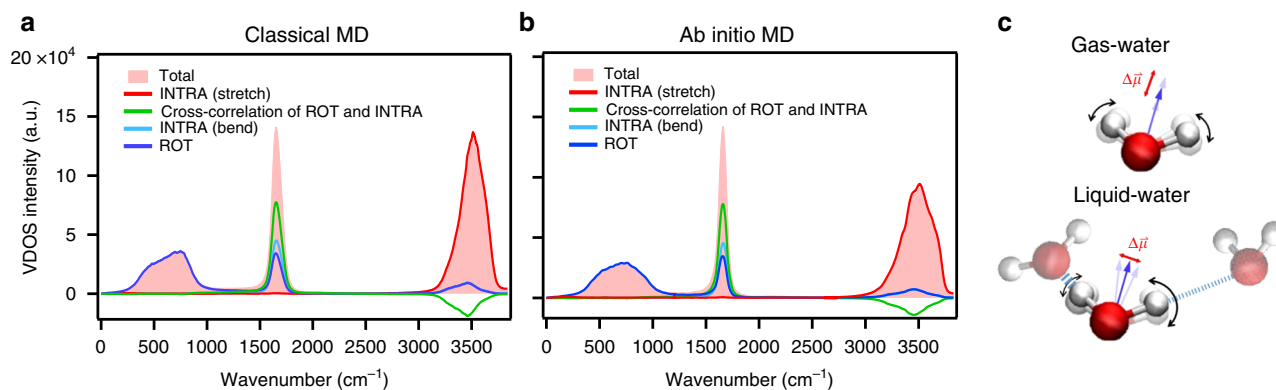 a
Classical MD
20 ×10⁴
15
10
5
0
VDOS intensity (a.u.)
Total
INTRA (stretch)
Cross-correlation of ROT and INTRA
INTRA (bend)
ROT
0 500 1000 1500 2000 2500 3000 3500
Wavenumber (cm⁻¹)
b
Ab initio MD
Total
INTRA (stretch)
Cross-correlation of ROT and INTRA
INTRA (bend)
ROT
0 500 1000 1500 2000 2500 3000 3500
Wavenumber (cm⁻¹)
c
Gas-water
Δμ⃗
Liquid-water
Δμ⃗